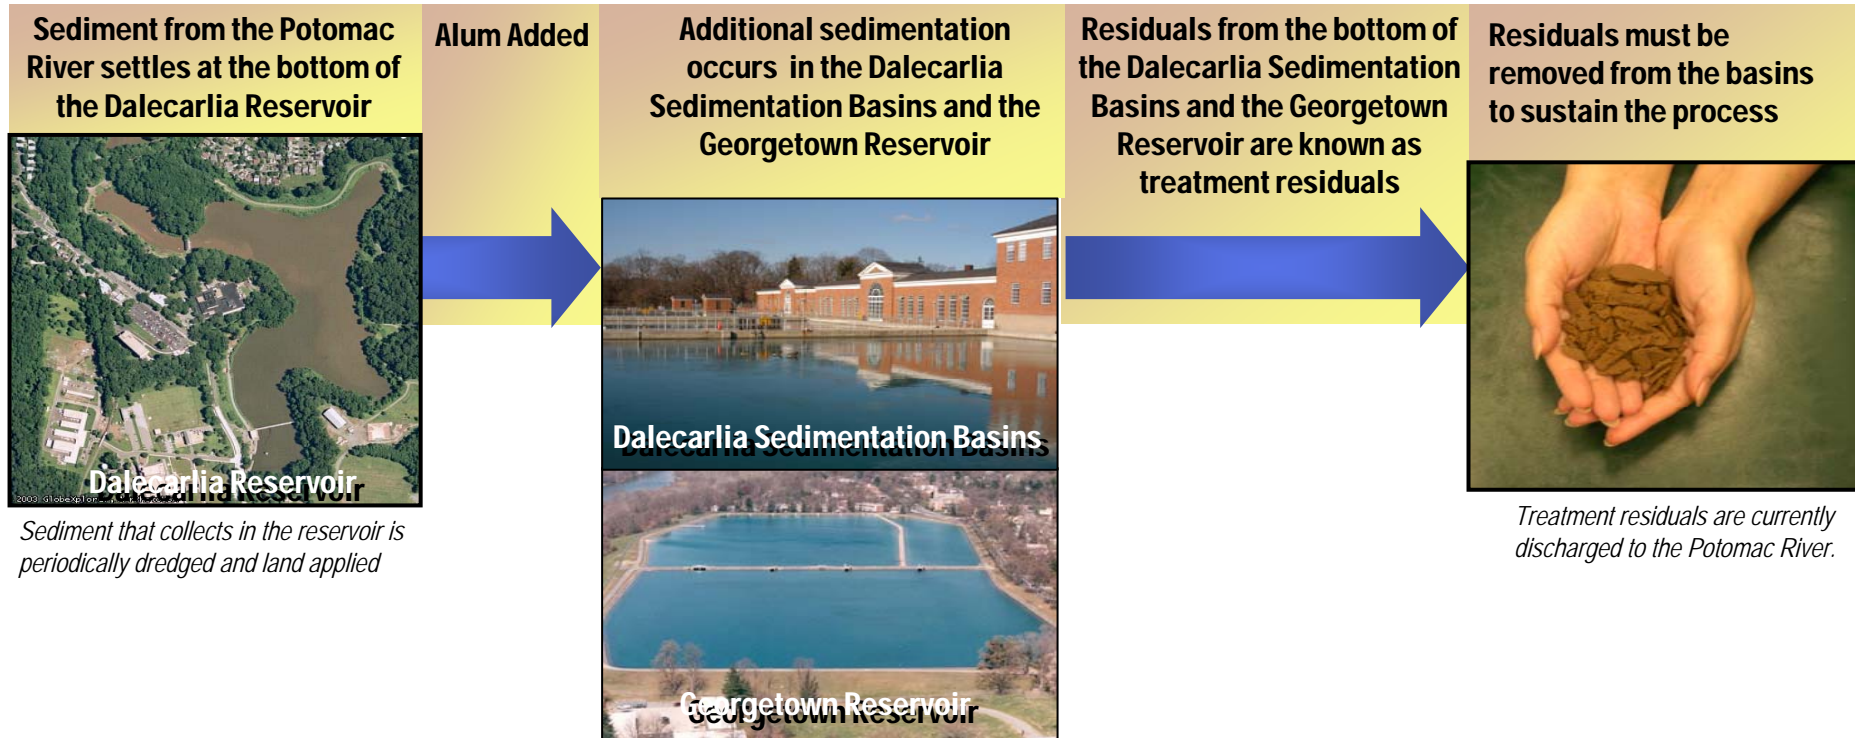 Sediment from the Potomac
River settles at the bottom of
the Dalecarlia Reservoir
Alum Added
Additional sedimentation
occurs in the Dalecarlia
Sedimentation Basins and the
Georgetown Reservoir
Residuals from the bottom of
the Dalecarlia Sedimentation
Basins and the Georgetown
Reservoir are known as
treatment residuals
Residuals must be
removed from the basins
to sustain the process
Dalecarlia Reservoir
2003
Sediment that collects in the reservoir is
periodically dredged and land applied
Dalecarlia Sedimentation Basins
Georgetown Reservoir
Treatment residuals are currently
discharged to the Potomac River.